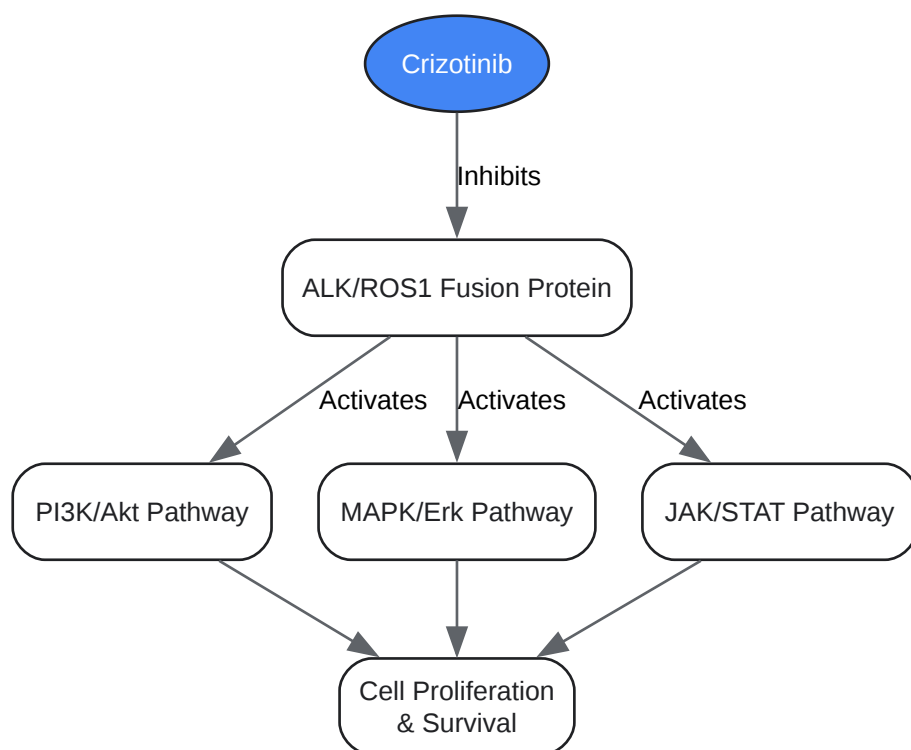 Crizotinib
Inhibits
ALK/ROS1 Fusion Protein
Activates
Activates
Activates
PI3K/Akt Pathway
MAPK/Erk Pathway
JAK/STAT Pathway
Cell Proliferation
& Survival